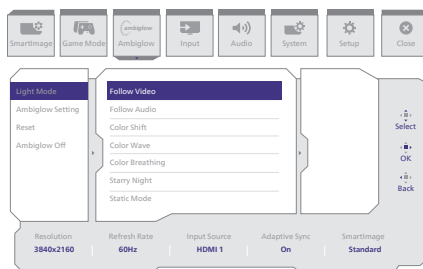 SmartImage
Game Mode
ambiglow
Ambiglow
Input
Audio
System
Setup
Close
Light Mode
Ambiglow Setting
Reset
Ambiglow Off
Follow Video
Follow Audio
Color Shift
Color Wave
Color Breathing
Starry Night
Static Mode
Select
OK
Back
Resolution
3840x2160
Refresh Rate
60Hz
Input Source
HDMI 1
Adaptive Sync
On
SmartImage
Standard